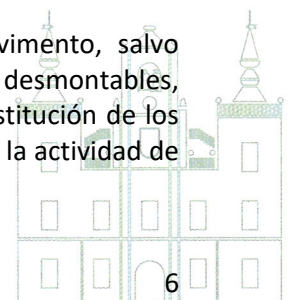 vimento, salvo
desmontables,
stitución de los
la actividad de
6